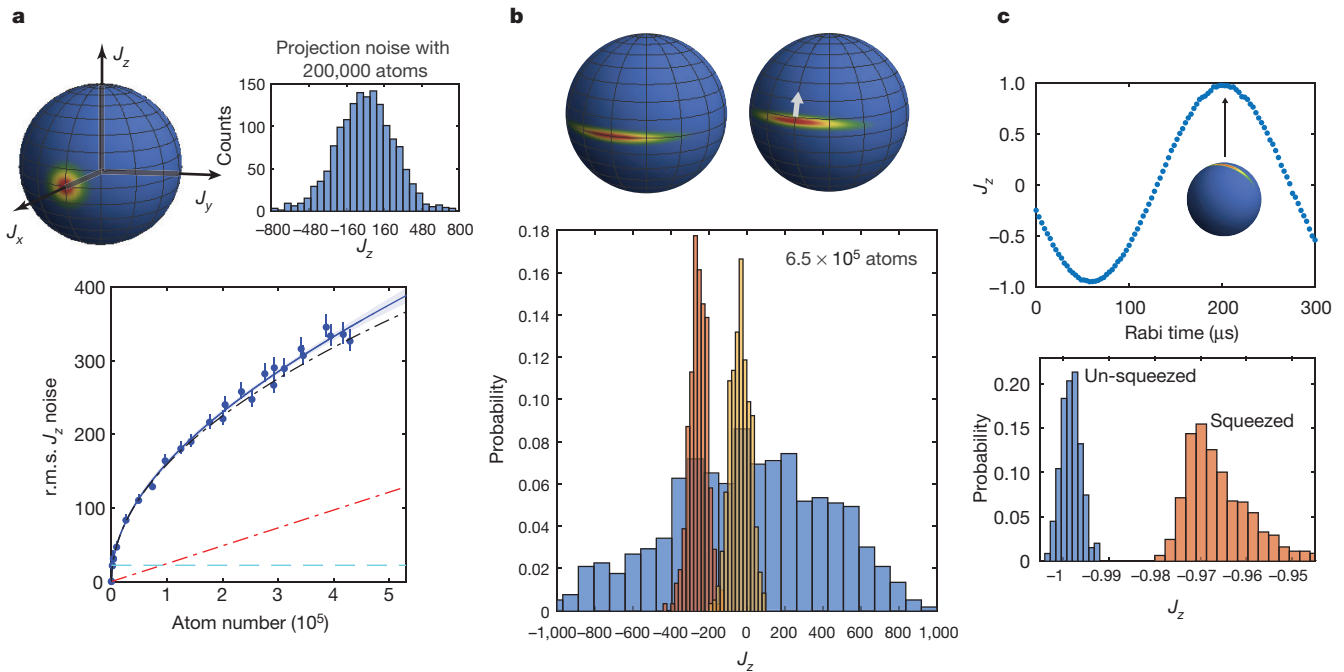 a
J_z
J_y
J_x
Projection noise with
200,000 atoms
Counts
150
100
50
0
−800 −480 −160 160 480 800
J_z
r.m.s. J_z noise
400
300
200
100
0
0 1 2 3 4 5
Atom number (10^5)
b
6.5 × 10^5 atoms
Probability
0.18
0.16
0.14
0.12
0.10
0.08
0.06
0.04
0.02
0
−1,000 −800 −600 −400 −200 0 200 400 600 800 1,000
J_z
c
J_z
1.0
0.5
0
−0.5
−1.0
0 100 200 300
Rabi time (μs)
Probability
0.20
0.15
0.10
0.05
0
Un-squeezed
Squeezed
−1 −0.99 −0.98 −0.97 −0.96 −0.95
J_z